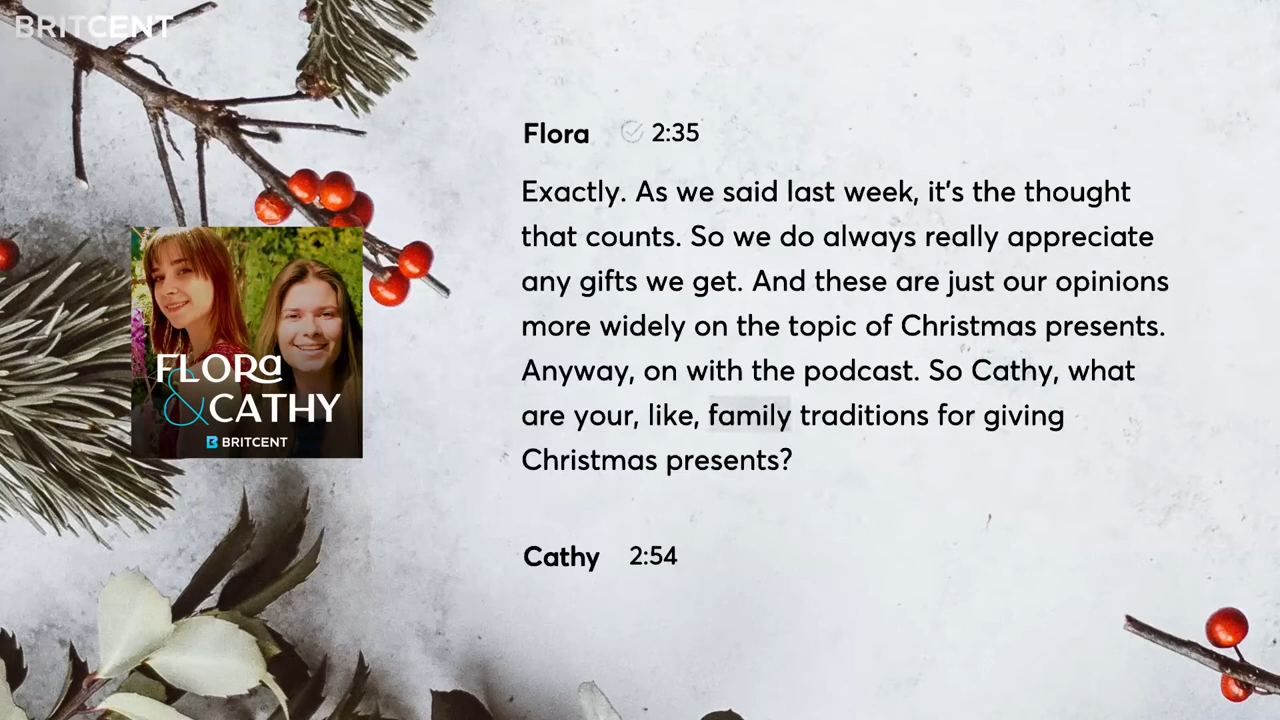 BRITCENT
Flora 2:35
Exactly. As we said last week, it's the thought
that counts. So we do always really appreciate
any gifts we get. And these are just our opinions
more widely on the topic of Christmas presents.
Anyway, on with the podcast. So Cathy, what
are your, like, family traditions for giving
Christmas presents?
Cathy 2:54
FLORa
&CATHY
BRITCENT